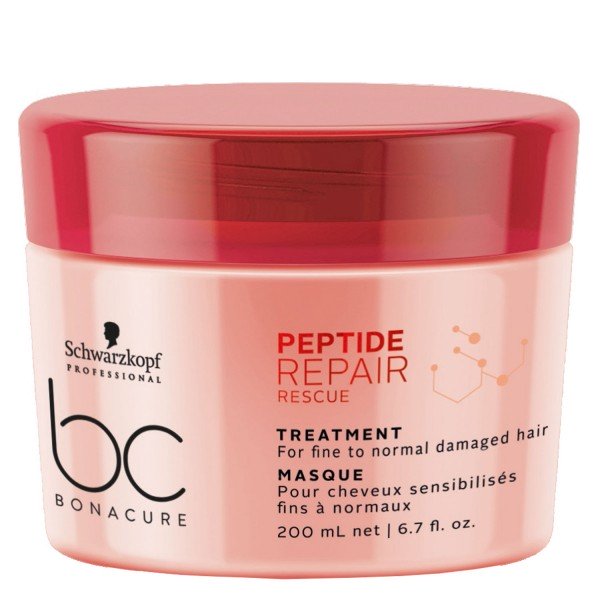 Schwarzkopf
PROFESSIONAL
bc
BONACURE
PEPTIDE
REPAIR
RESCUE
TREATMENT
For fine to normal damaged hair
MASQUE
Pour cheveux sensibilisés
fins à normaux
200 mL net | 6.7 fl. oz.